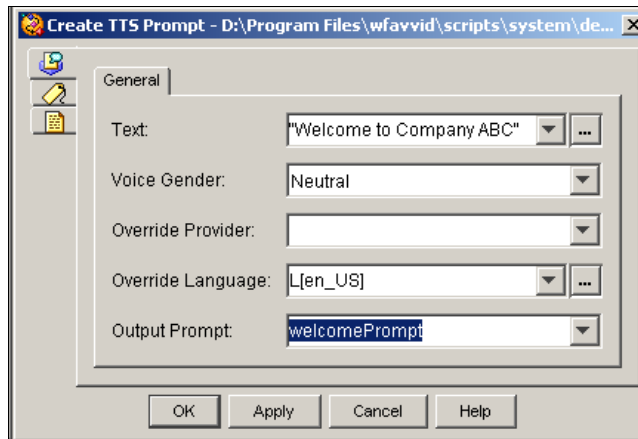 Create TTS Prompt - D:\Program Files\wfavvid\scripts\system\de...
General
Text: "Welcome to Company ABC" ...
Voice Gender: Neutral
Override Provider:
Override Language: L[en_US] ...
Output Prompt: welcomePrompt
OK Apply Cancel Help